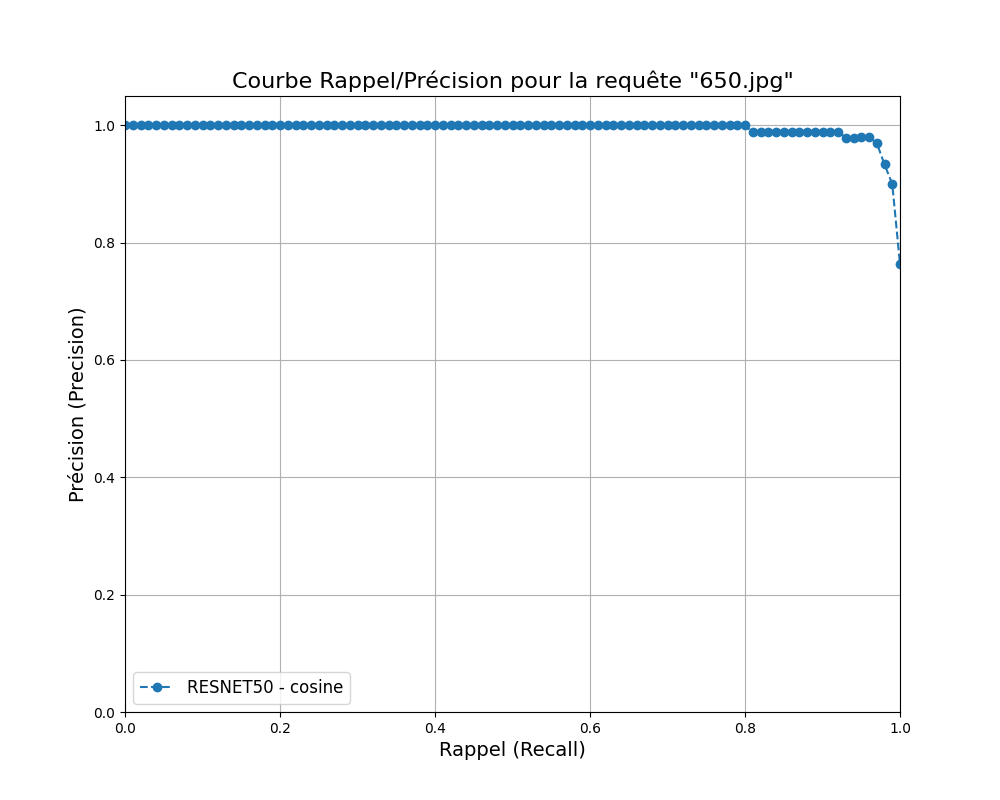 Courbe Rappel/Précision pour la requête "650.jpg"
1.0
0.8
0.6
0.4
0.2
0.0
Précision (Precision)
RESNET50 - cosine
0.0 0.2 0.4 0.6 0.8 1.0
Rappel (Recall)